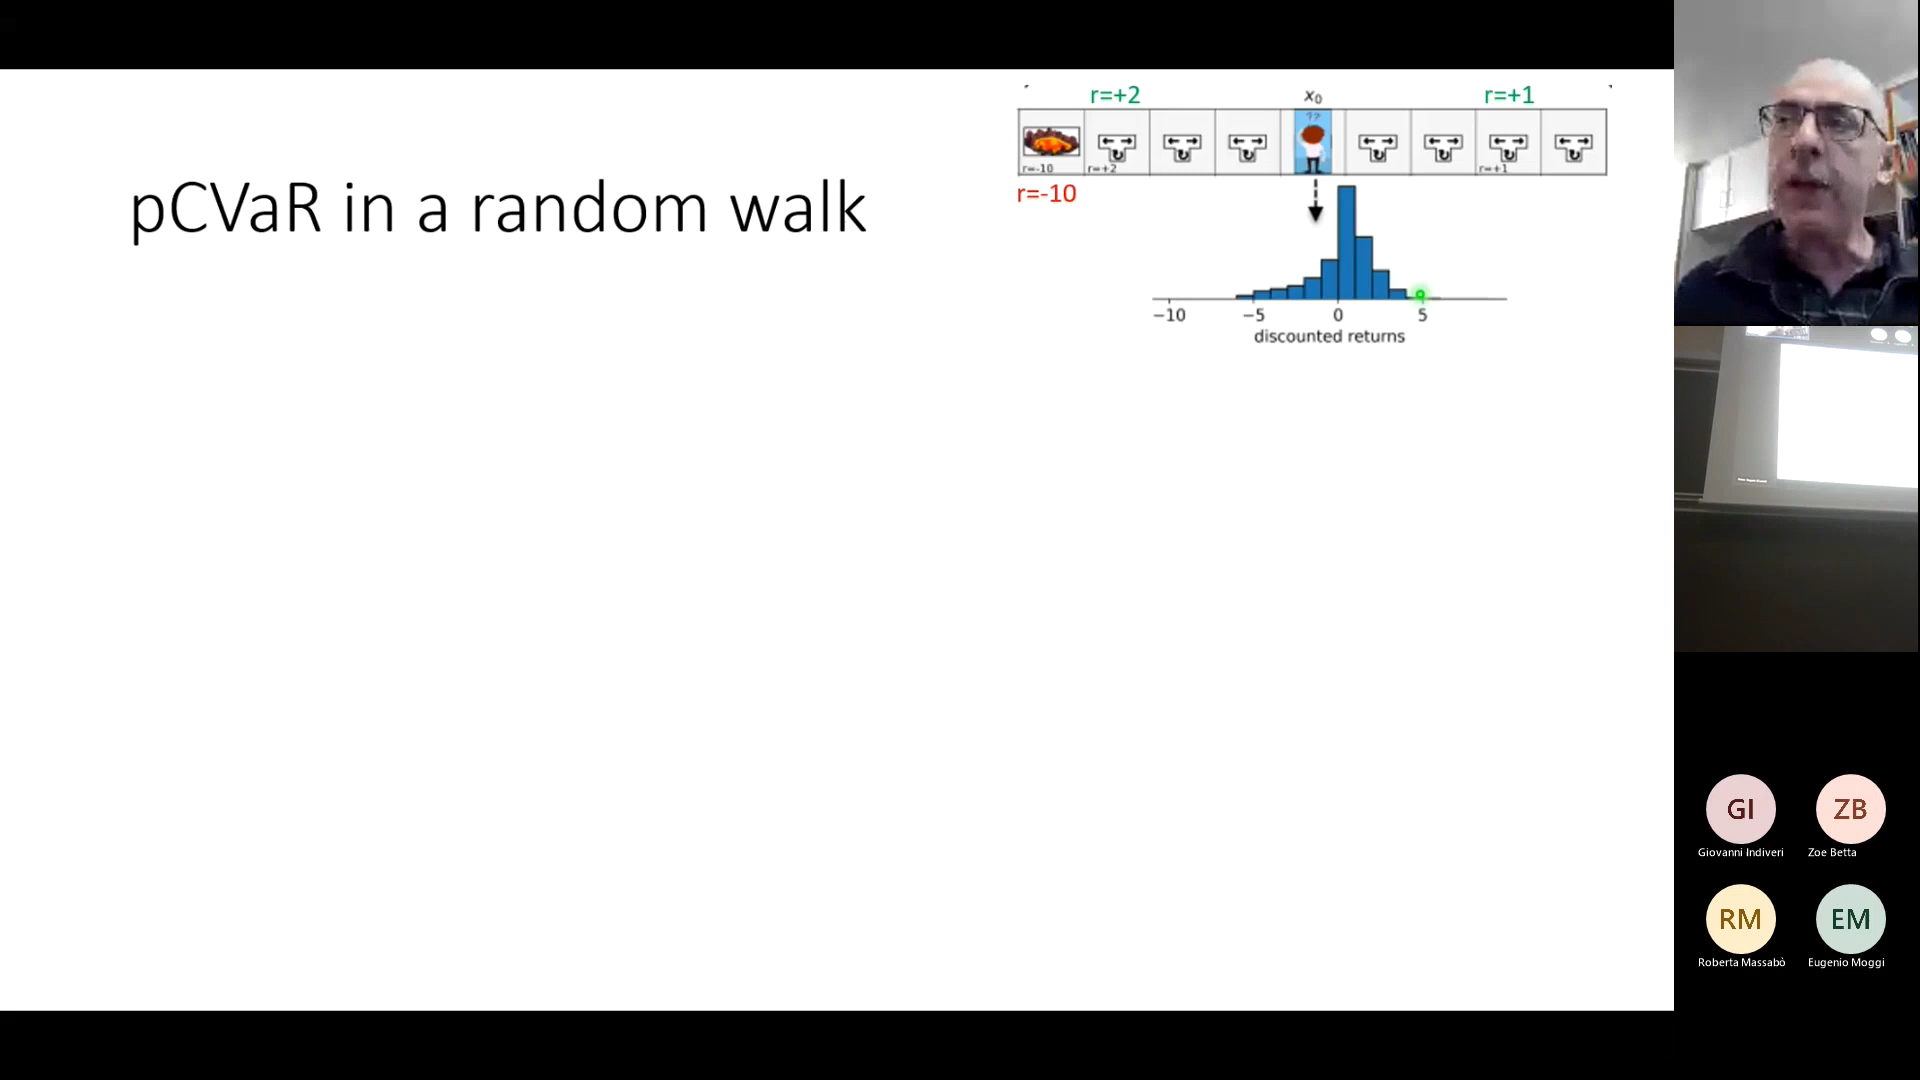 pCVaR in a random walk
r=+2
x₀
r=+1
??
r=-10
r=+2
r=+1
r=-10
−10
−5
0
5
discounted returns
GI
ZB
Giovanni Indiveri
Zoe Betta
RM
EM
Roberta Massabò
Eugenio Moggi